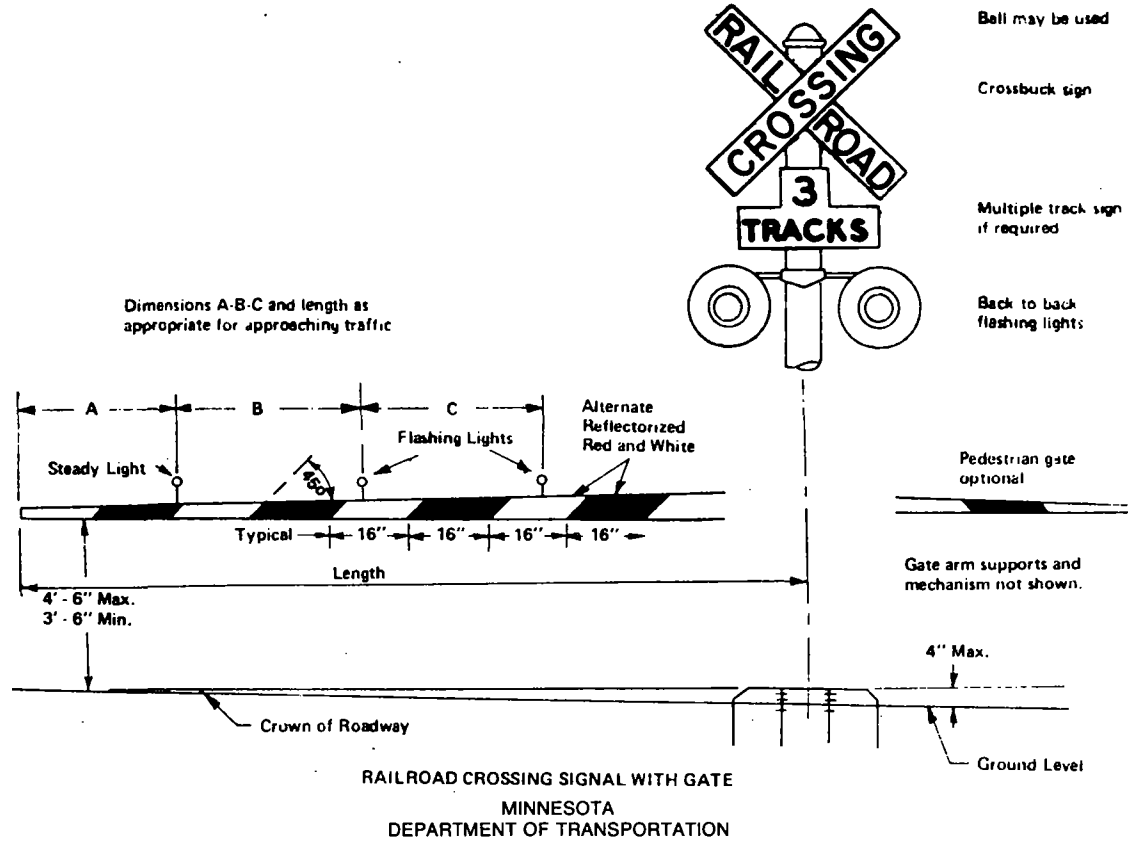 Bell may be used
RAIL
ROAD
CROSSING
Crossbuck sign
3
TRACKS
Multiple track sign
if required
Back to back
flashing lights
Dimensions A-B-C and length as
appropriate for approaching traffic
A
B
C
Alternate
Reflectorized
Red and White
Flashing Lights
Steady Light
45°
Pedestrian gate
optional
Typical
16"
16"
16"
16"
Length
Gate arm supports and
mechanism not shown.
4' - 6" Max.
3' - 6" Min.
4" Max.
Crown of Roadway
Ground Level
RAILROAD CROSSING SIGNAL WITH GATE
MINNESOTA
DEPARTMENT OF TRANSPORTATION